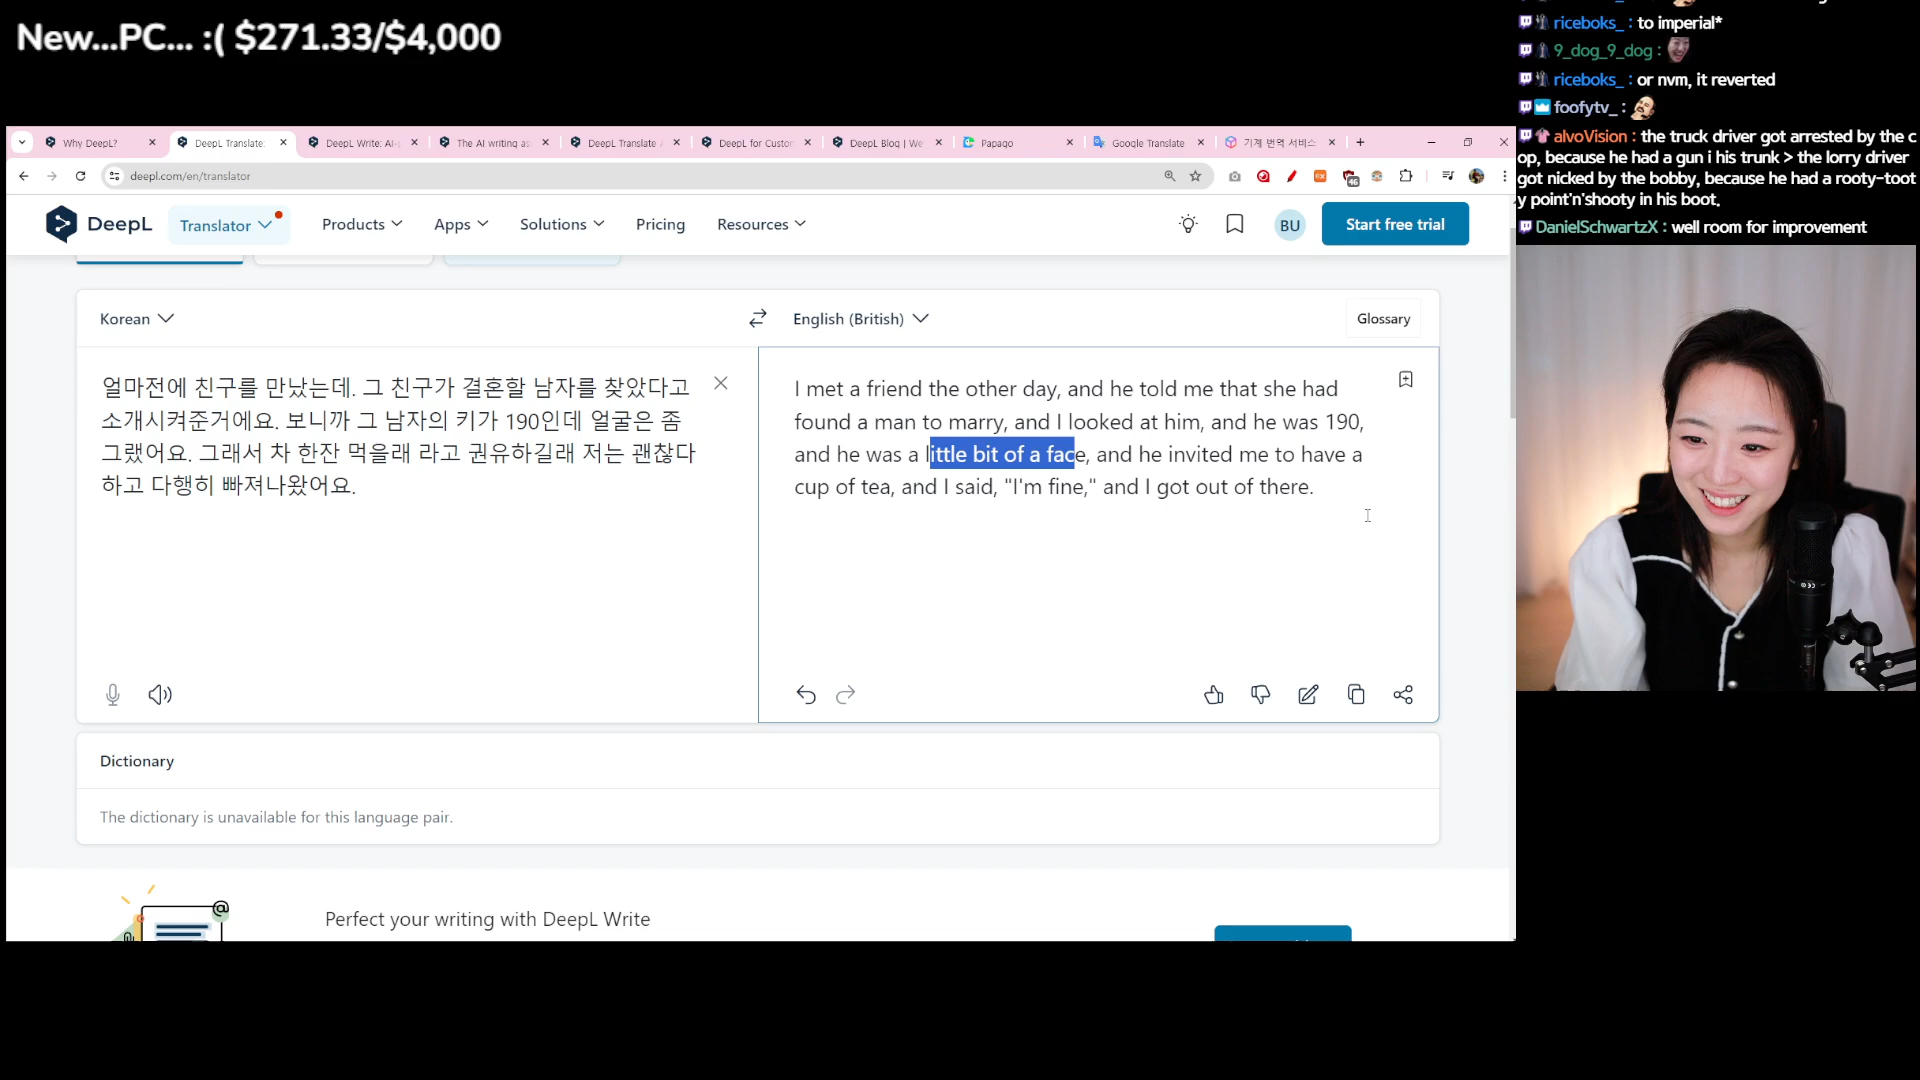 New...PC... :( $271.33/$4,000
riceboks_ : to imperial*
9_dog_9_dog :
riceboks_ : or nvm, it reverted
foofytv_ :
alvoVision : the truck driver got arrested by the c
op, because he had a gun i his trunk > the lorry driver
got nicked by the bobby, because he had a rooty-toot
y point'n'shooty in his boot.
DanielSchwartzX : well room for improvement
Why DeepL?
DeepL Translate:
DeepL Write: AI-
The AI writing as
DeepL Translate
DeepL for Custom
DeepL Blog | We
Papago
Google Translate
기계 번역 서비스
deepl.com/en/translator
46
DeepL
Translator
Products
Apps
Solutions
Pricing
Resources
BU
Start free trial
Korean
English (British)
Glossary
얼마전에 친구를 만났는데. 그 친구가 결혼할 남자를 찾았다고
소개시켜준거에요. 보니까 그 남자의 키가 190인데 얼굴은 좀
그랬어요. 그래서 차 한잔 먹을래 라고 권유하길래 저는 괜찮다
하고 다행히 빠져나왔어요.
I met a friend the other day, and he told me that she had
found a man to marry, and I looked at him, and he was 190,
and he was a little bit of a face, and he invited me to have a
cup of tea, and I said, "I'm fine," and I got out of there.
Dictionary
The dictionary is unavailable for this language pair.
Perfect your writing with DeepL Write